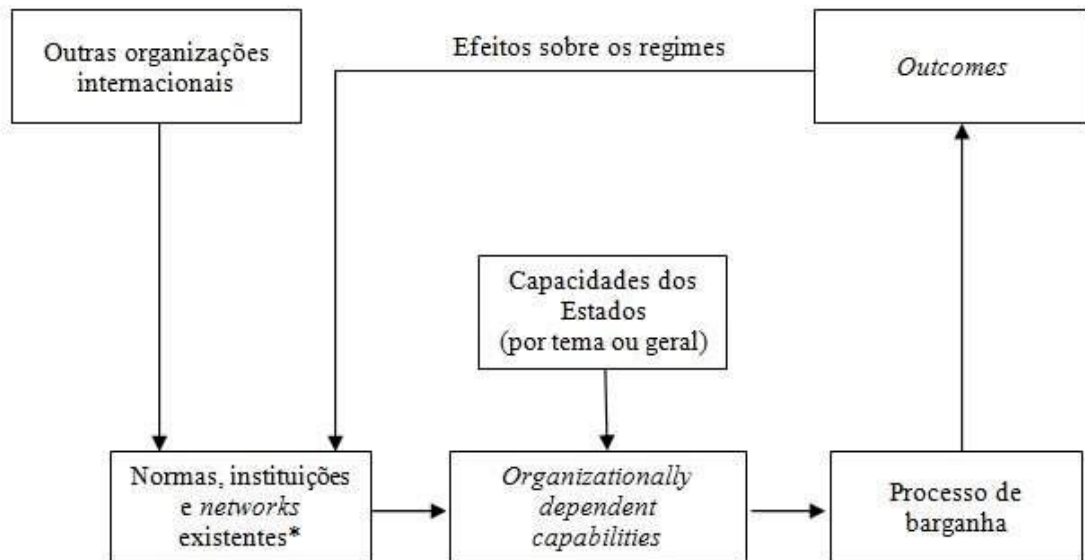 Outras organizações
internacionais
Efeitos sobre os regimes
Outcomes
Capacidades dos
Estados
(por tema ou geral)
Normas, instituições
e networks
existentes*
Organizationally
dependent
capabilities
Processo de
barganha